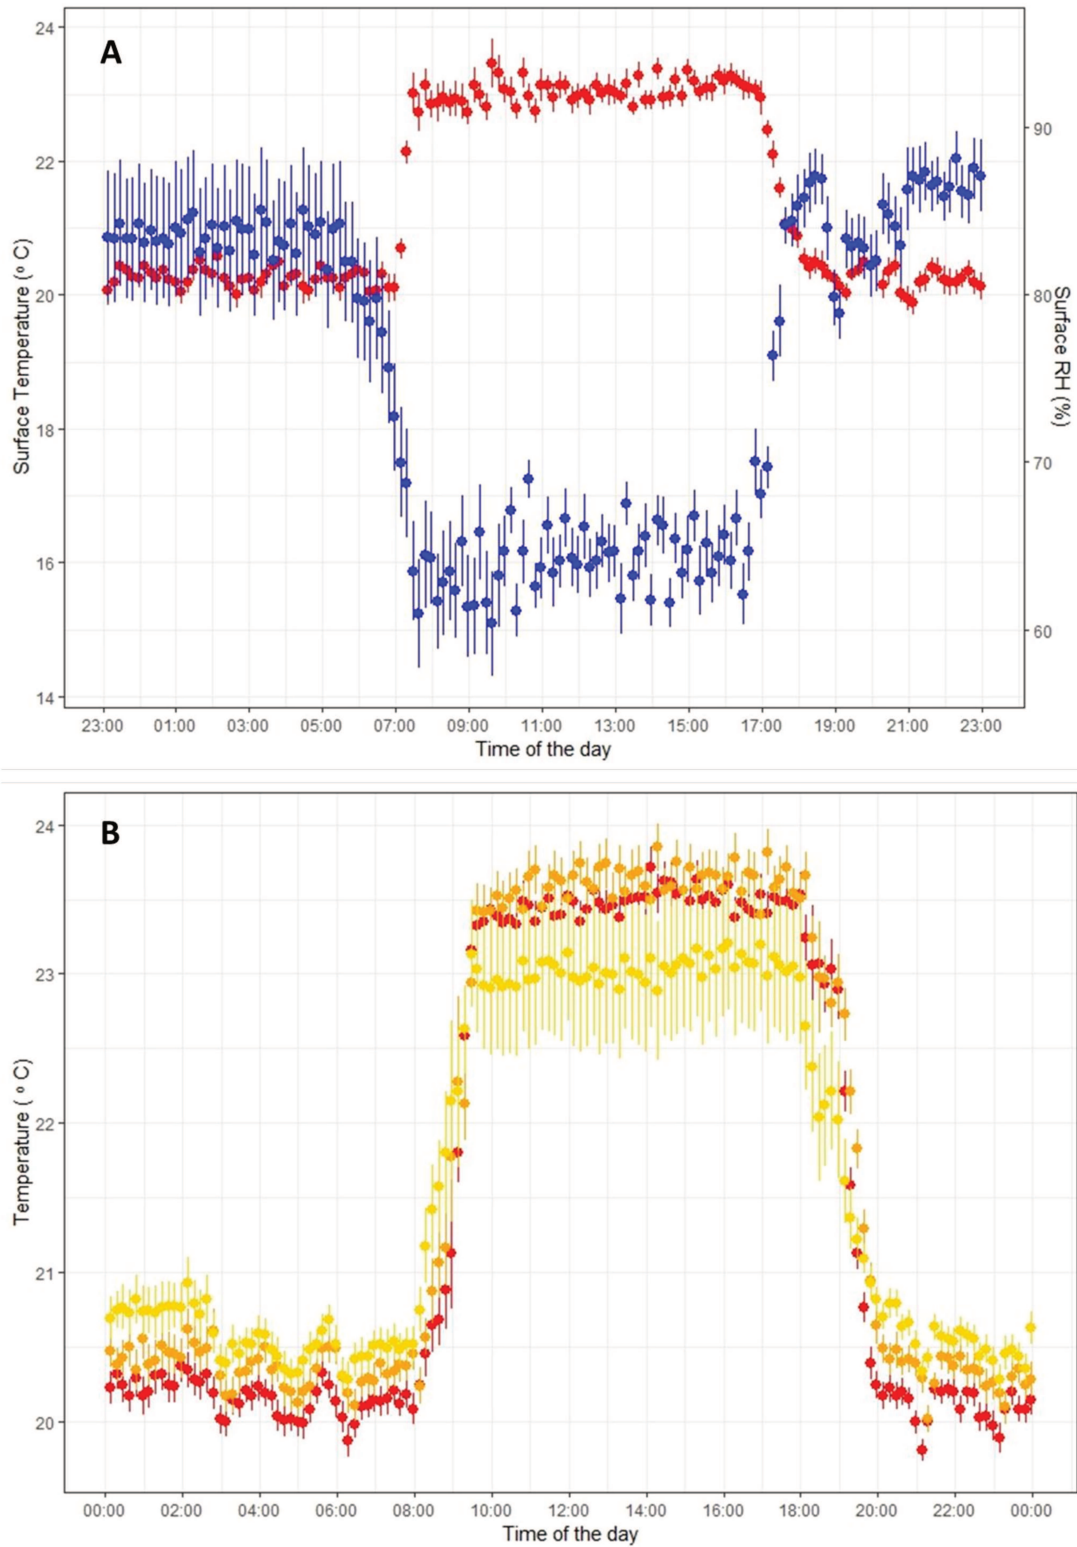 A
24
22
20
18
16
14
Surface Temperature (º C)
90
80
70
60
Surface RH (%)
23:00 01:00 03:00 05:00 07:00 09:00 11:00 13:00 15:00 17:00 19:00 21:00 23:00
Time of the day
B
24
23
22
21
20
Temperature ( º C)
00:00 02:00 04:00 06:00 08:00 10:00 12:00 14:00 16:00 18:00 20:00 22:00 00:00
Time of the day